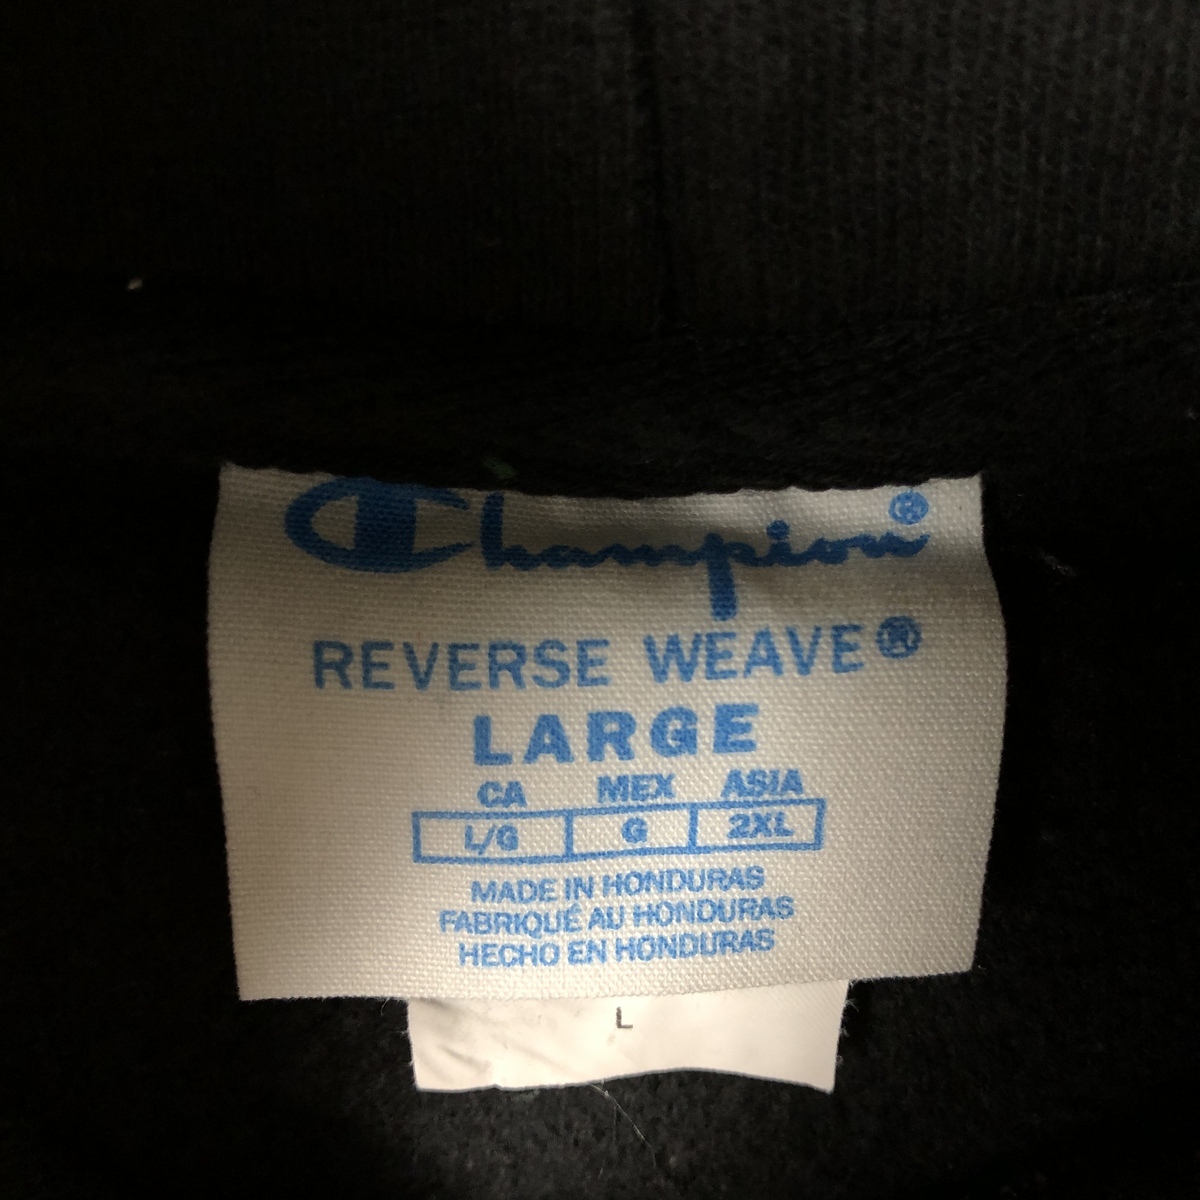 Champion®
REVERSE WEAVE®
LARGE
CA MEX ASIA
L/G G 2XL
MADE IN HONDURAS
FABRIQUÉ AU HONDURAS
HECHO EN HONDURAS
L